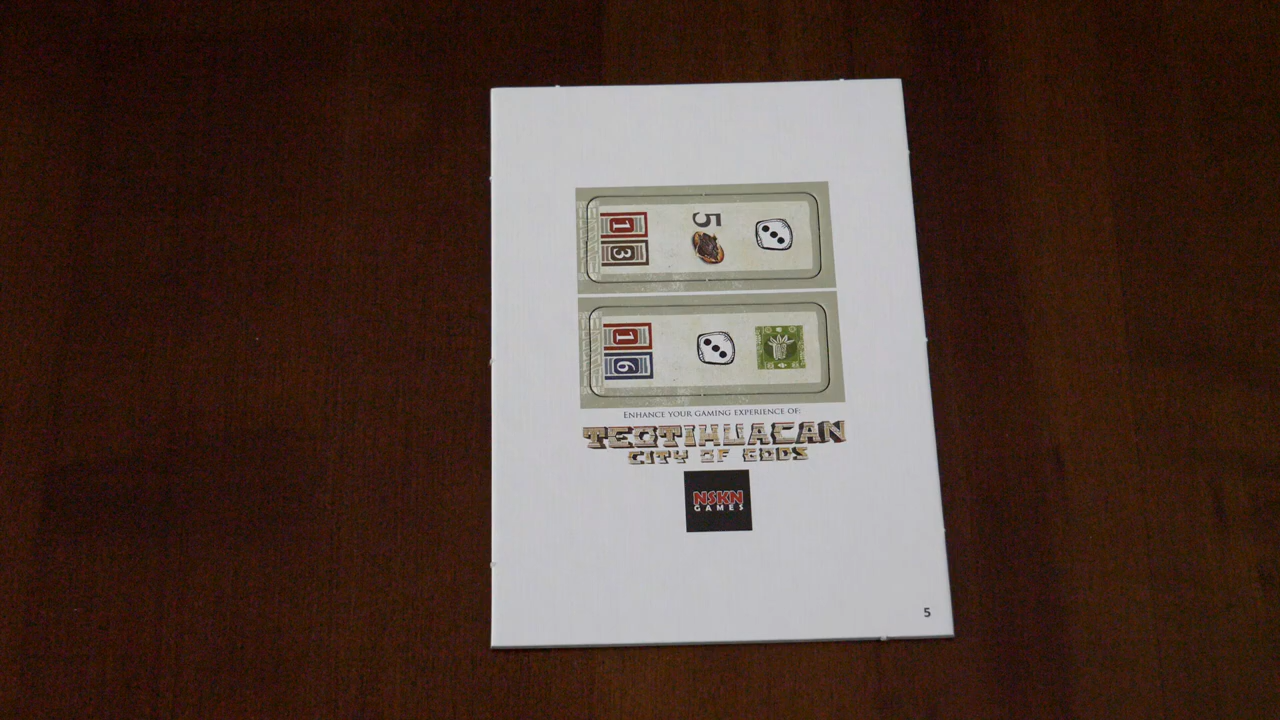 1
3
5
1
6
ENHANCE YOUR GAMING EXPERIENCE OF:
TEOTIHUACAN
CITY OF GODS
NSKN
GAMES
5